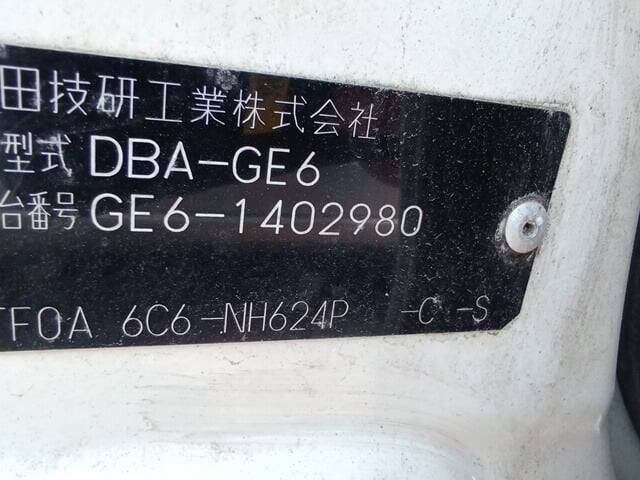 田技研工業株式会社
型式 DBA-GE6
台番号 GE6-1402980
TF0A 6C6-NH624P -C -S